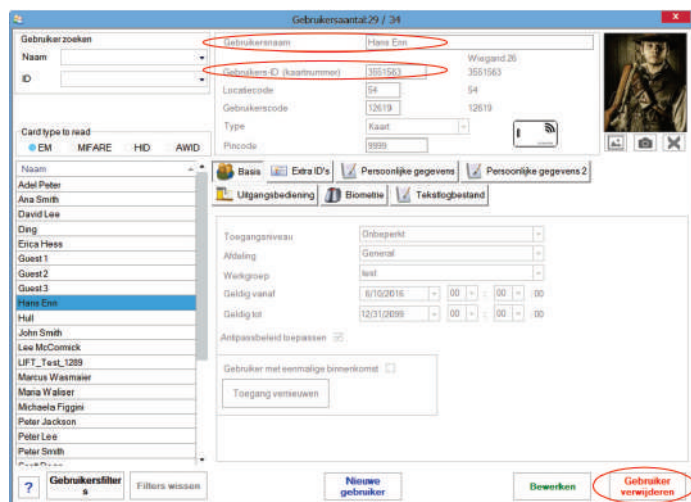 Gebruikersaantal:29 / 34
x
Gebruiker zoeken
Naam
ID
Card type to read
EM MIFARE HID AWID
Gebruikersnaam Hans Enn
Wiegand 26
Gebruikers-ID (kaartnummer) 3551563 3551563
Locatiecode 54 54
Gebruikerscode 12619 12619
Type Kaart
Pincode 9999
Naam
Adel Peter
Ana Smith
David Lee
Ding
Erica Hess
Guest 1
Guest 2
Guest 3
Hans Enn
Hull
John Smith
Lee McCormick
LIFT_Test_1289
Marcus Wasmaier
Maria Waliser
Michaela Figgini
Peter Jackson
Peter Lee
Peter Smith
Basis Extra ID's Persoonlijke gegevens Persoonlijke gegevens 2
Uitgangsbediening Biometrie Tekstlogbestand
Toegangsniveau Onbeperkt
Afdeling General
Werkgroep test
Geldig vanaf 6/10/2016 00 : 00 :00
Geldig tot 12/31/2099 00 : 00 :00
Antipassbeleid toepassen
Gebruiker met eenmalige binnenkomst
Toegang vernieuwen
?
Gebruikersfilter
s
Filters wissen
Nieuwe
gebruiker
Bewerken
Gebruiker
verwijderen